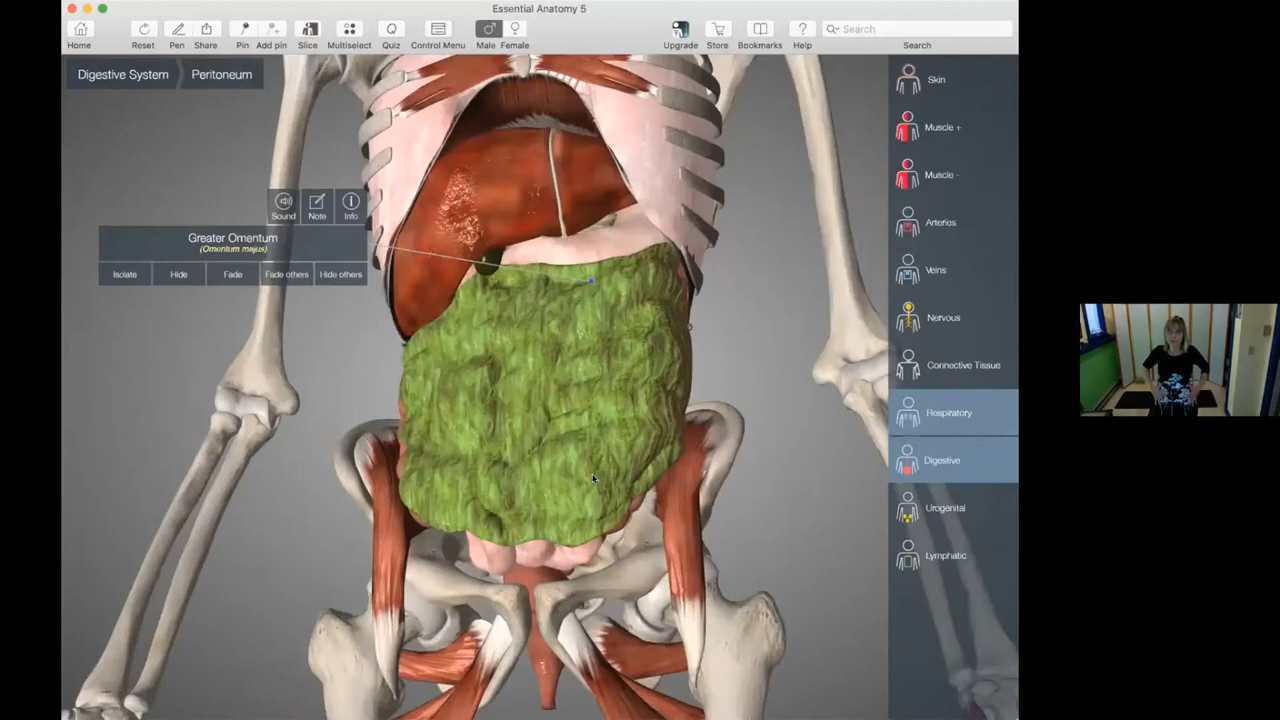 Essential Anatomy 5
Home Reset Pen Share Pin Add pin Slice Multiselect Quiz Control Menu Male Female Upgrade Store Bookmarks Help Search
Search
Digestive System Peritoneum
Sound Note Info
Greater Omentum
(Omentum majus)
Isolate Hide Fade Fade others Hide others
Skin
Muscle +
Muscle -
Arteries
Veins
Nervous
Connective Tissue
Respiratory
Digestive
Urogenital
Lymphatic